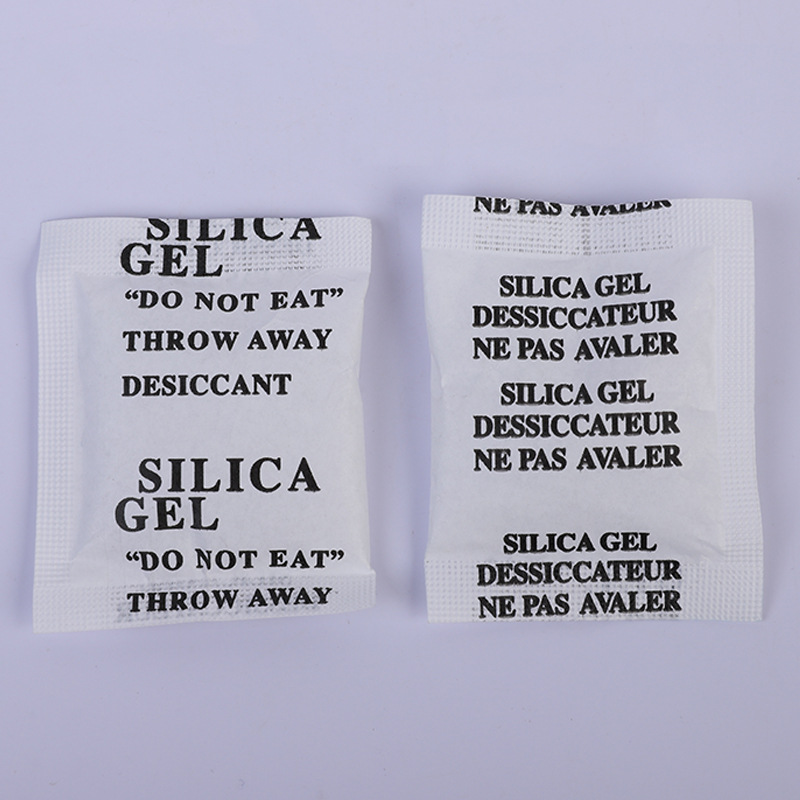 SILICA
GEL
“DO NOT EAT”
THROW AWAY
DESICCANT
SILICA
GEL
“DO NOT EAT”
THROW AWAY
NE PAS AVALER
SILICA GEL
DESSICCATEUR
NE PAS AVALER
SILICA GEL
DESSICCATEUR
NE PAS AVALER
SILICA GEL
DESSICCATEUR
NE PAS AVALER